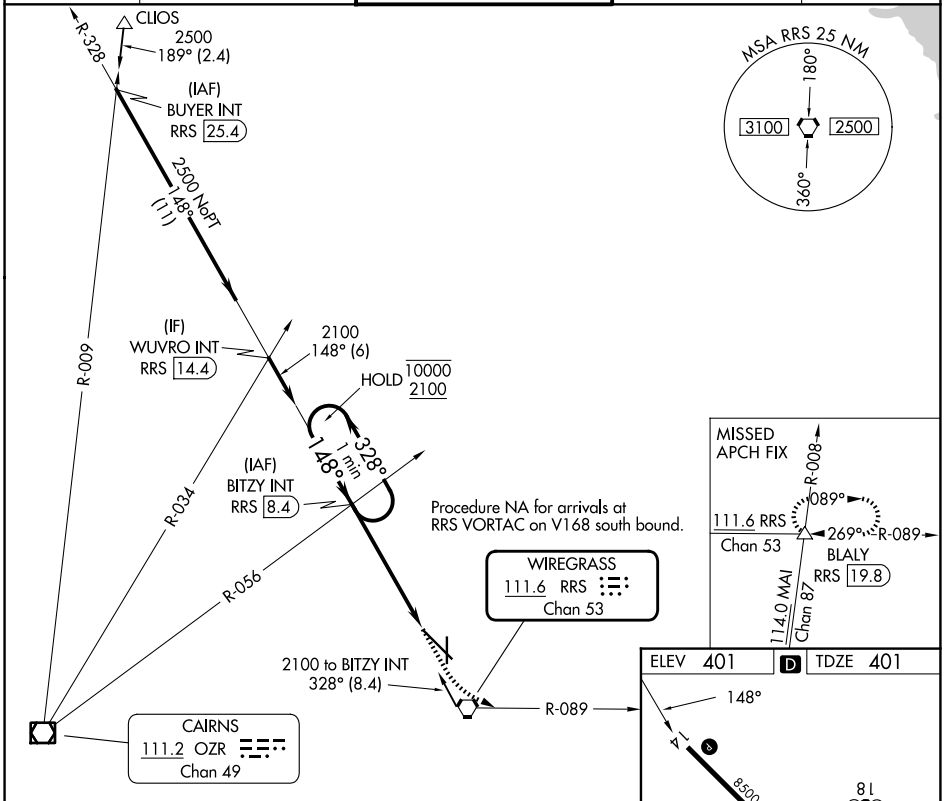 CLIOS
2500
189° (2.4)
R-328
(IAF)
BUYER INT
RRS 25.4
2500 NoPT
148°
(11)
R-009
(IF)
WUVRO INT
RRS 14.4
2100
148° (6)
HOLD 10000
2100
148°
1 min
328°
(IAF)
BITZY INT
RRS 8.4
R-034
R-056
Procedure NA for arrivals at
RRS VORTAC on V168 south bound.
WIREGRASS
111.6 RRS
Chan 53
2100 to BITZY INT
328° (8.4)
R-089
CAIRNS
111.2 OZR
Chan 49
MSA RRS 25 NM
180°
3100
2500
360°
MISSED
APCH FIX
R-008
089°
111.6 RRS
Chan 53
269°
R-089
BLALY
RRS 19.8
114.0 MAI
Chan 87
ELEV 401
D
TDZE 401
148°
14
P
8500
18